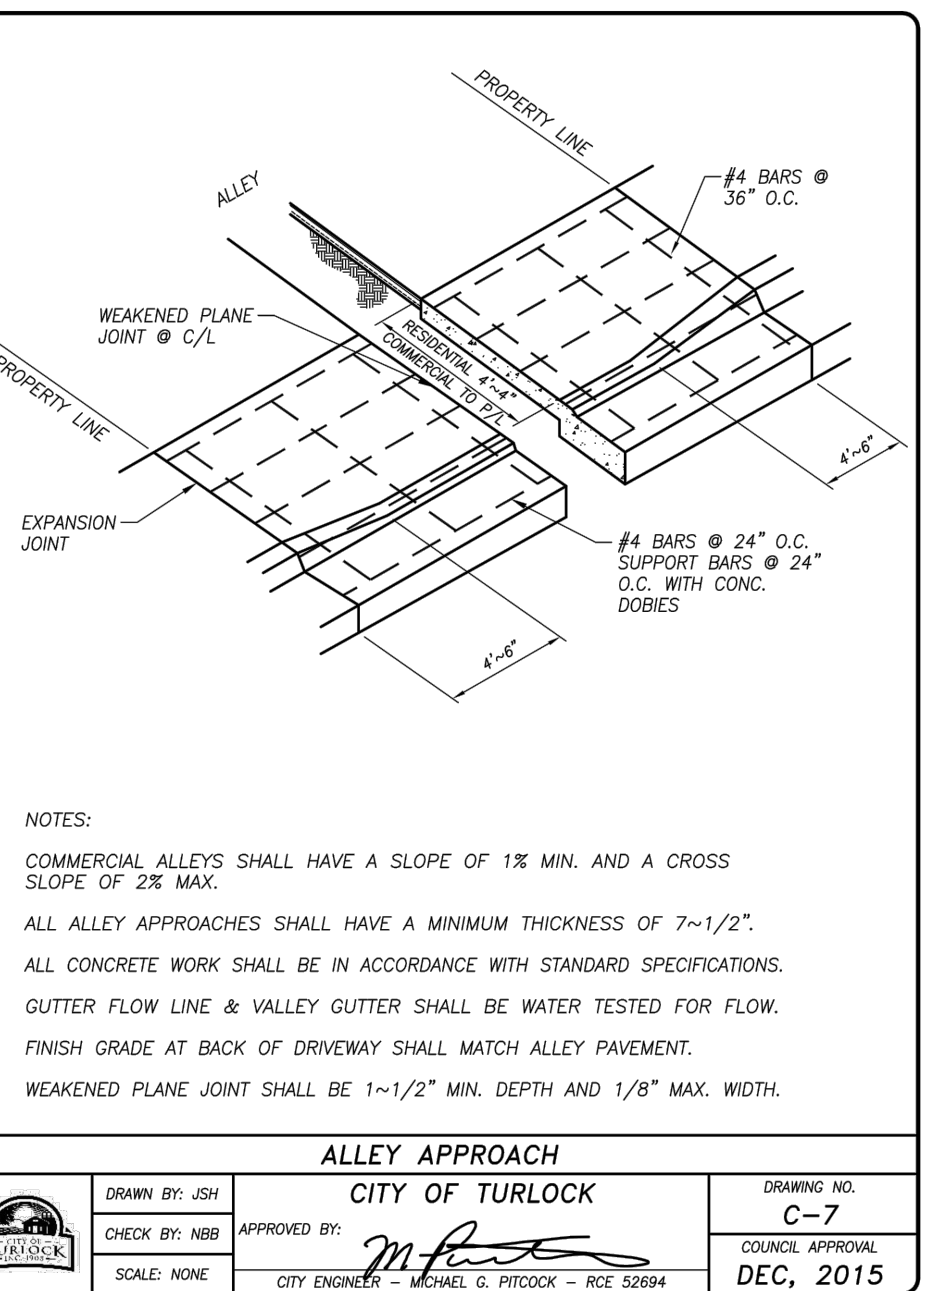 PROPERTY LINE
#4 BARS @
36" O.C.
ALLEY
WEAKENED PLANE
JOINT @ C/L
RESIDENTIAL 4'~4"
COMMERCIAL TO P/L
PROPERTY LINE
4'~6"
EXPANSION
JOINT
#4 BARS @ 24" O.C.
SUPPORT BARS @ 24"
O.C. WITH CONC.
DOBIES
4'~6"
NOTES:
COMMERCIAL ALLEYS SHALL HAVE A SLOPE OF 1% MIN. AND A CROSS
SLOPE OF 2% MAX.
ALL ALLEY APPROACHES SHALL HAVE A MINIMUM THICKNESS OF 7~1/2".
ALL CONCRETE WORK SHALL BE IN ACCORDANCE WITH STANDARD SPECIFICATIONS.
GUTTER FLOW LINE & VALLEY GUTTER SHALL BE WATER TESTED FOR FLOW.
FINISH GRADE AT BACK OF DRIVEWAY SHALL MATCH ALLEY PAVEMENT.
WEAKENED PLANE JOINT SHALL BE 1~1/2" MIN. DEPTH AND 1/8" MAX. WIDTH.
ALLEY APPROACH
CITY OF
TURLOCK
INC. 1908
DRAWN BY: JSH
CHECK BY: NBB
SCALE: NONE
CITY OF TURLOCK
APPROVED BY:
CITY ENGINEER – MICHAEL G. PITCOCK – RCE 52694
DRAWING NO.
C–7
COUNCIL APPROVAL
DEC, 2015